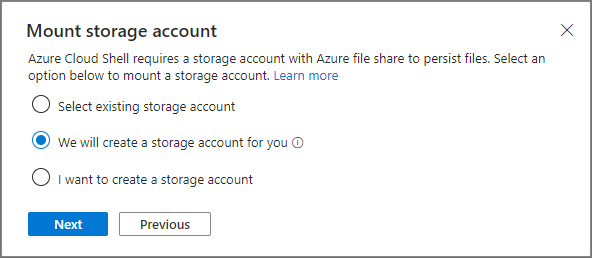 Mount storage account
Azure Cloud Shell requires a storage account with Azure file share to persist files. Select an
option below to mount a storage account. Learn more
Select existing storage account
We will create a storage account for you
I want to create a storage account
Next Previous